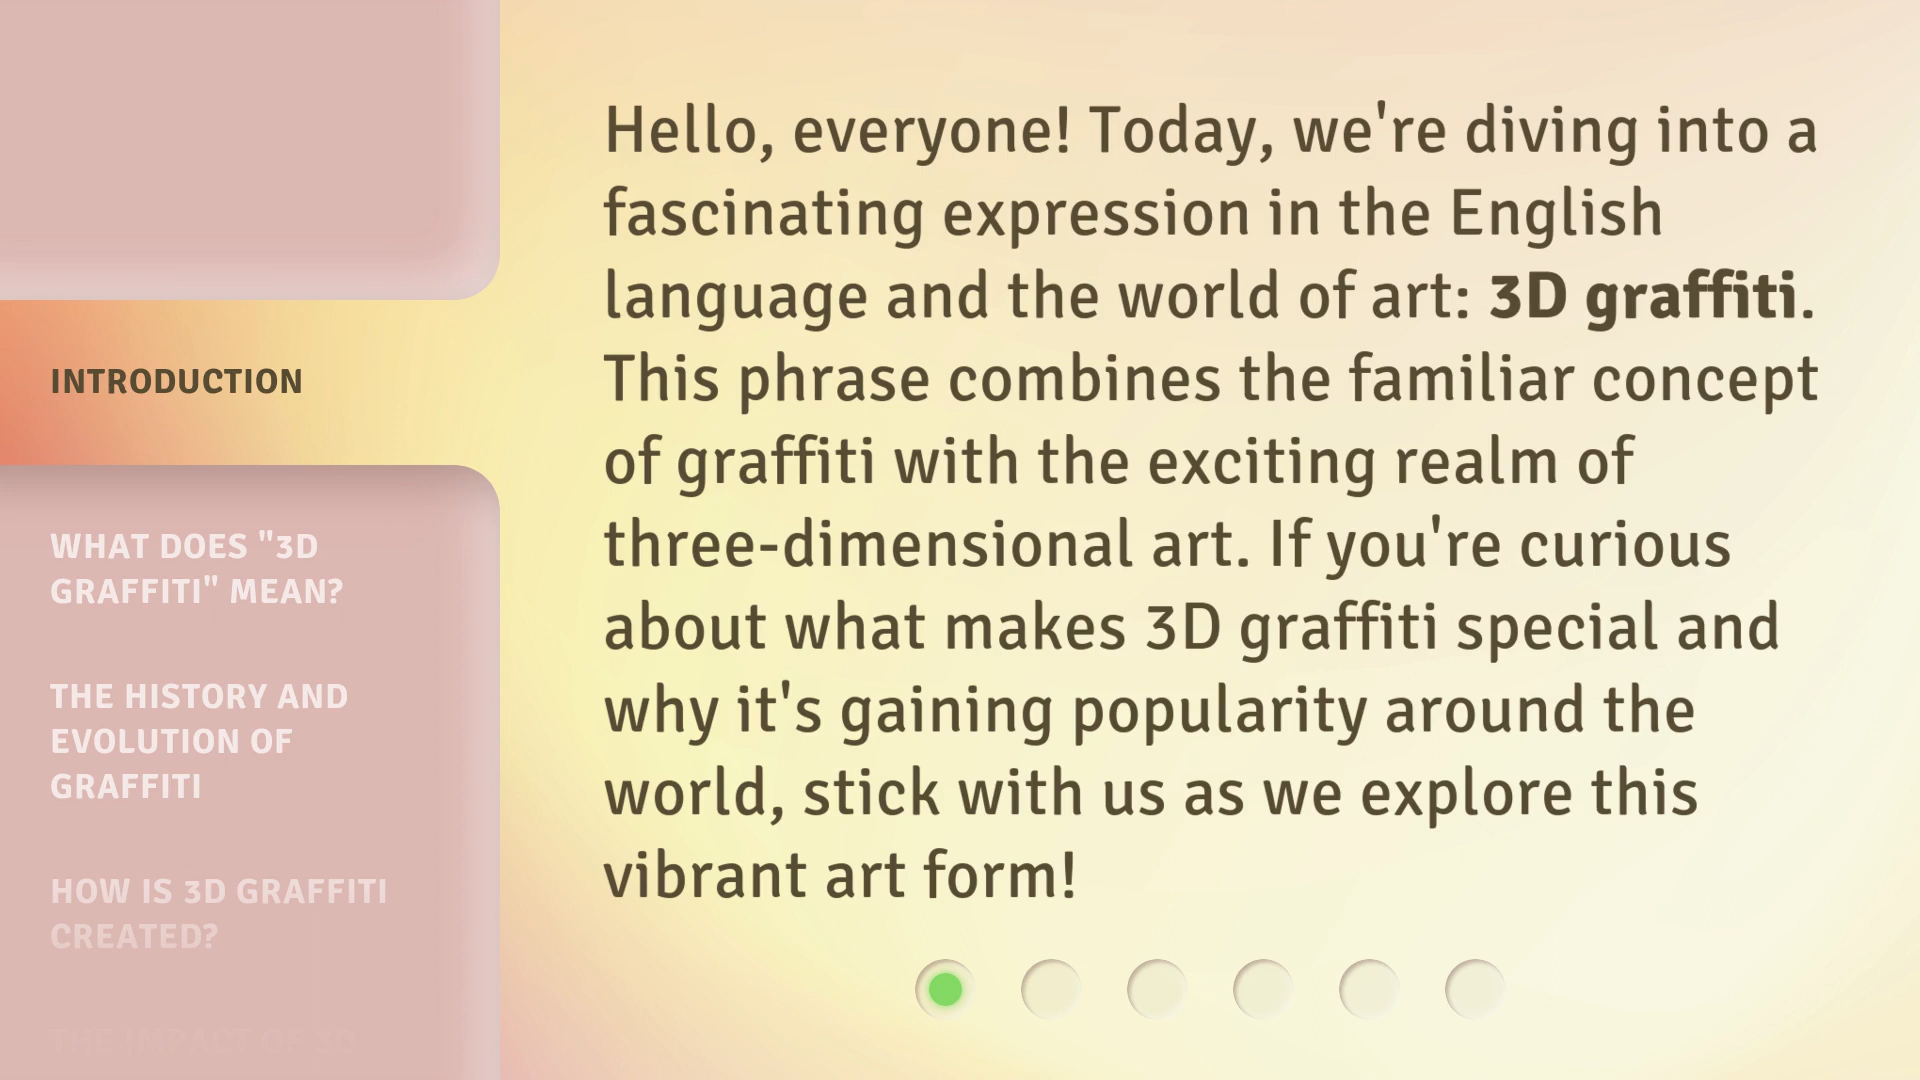 INTRODUCTION
WHAT DOES "3D
GRAFFITI" MEAN?
THE HISTORY AND
EVOLUTION OF
GRAFFITI
HOW IS 3D GRAFFITI
CREATED?
THE IMPACT OF 3D
Hello, everyone! Today, we're diving into a
fascinating expression in the English
language and the world of art: 3D graffiti.
This phrase combines the familiar concept
of graffiti with the exciting realm of
three-dimensional art. If you're curious
about what makes 3D graffiti special and
why it's gaining popularity around the
world, stick with us as we explore this
vibrant art form!